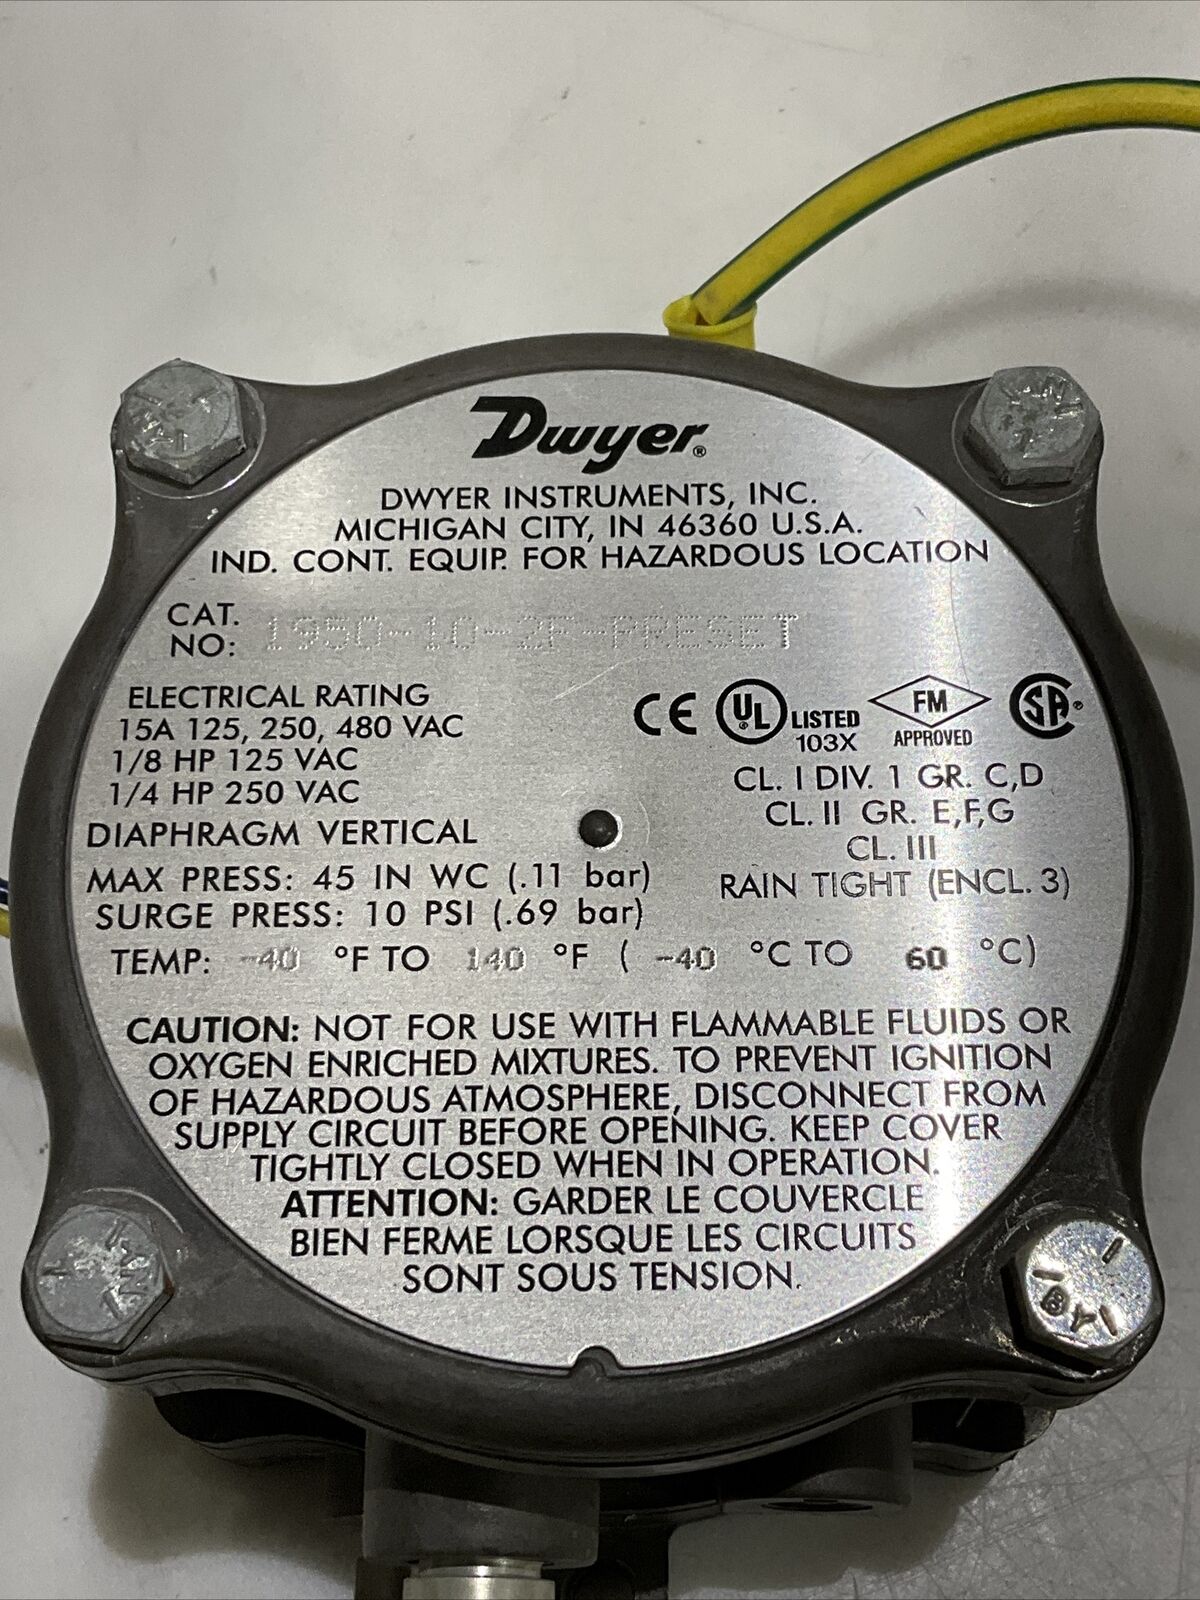 Dwyer®
DWYER INSTRUMENTS, INC.
MICHIGAN CITY, IN 46360 U.S.A.
IND. CONT. EQUIP. FOR HAZARDOUS LOCATION
CAT.
NO: 1950-10-2F-PRESET
ELECTRICAL RATING
15A 125, 250, 480 VAC
1/8 HP 125 VAC
1/4 HP 250 VAC
DIAPHRAGM VERTICAL
MAX PRESS: 45 IN WC (.11 bar)
SURGE PRESS: 10 PSI (.69 bar)
CE UL LISTED
103X
FM
APPROVED
SA®
CL. I DIV. 1 GR. C,D
CL. II GR. E,F,G
CL. III
RAIN TIGHT (ENCL. 3)
TEMP: -40 °F TO 140 °F ( -40 °C TO 60 °C)
CAUTION: NOT FOR USE WITH FLAMMABLE FLUIDS OR
OXYGEN ENRICHED MIXTURES. TO PREVENT IGNITION
OF HAZARDOUS ATMOSPHERE, DISCONNECT FROM
SUPPLY CIRCUIT BEFORE OPENING. KEEP COVER
TIGHTLY CLOSED WHEN IN OPERATION.
ATTENTION: GARDER LE COUVERCLE
BIEN FERME LORSQUE LES CIRCUITS
SONT SOUS TENSION.